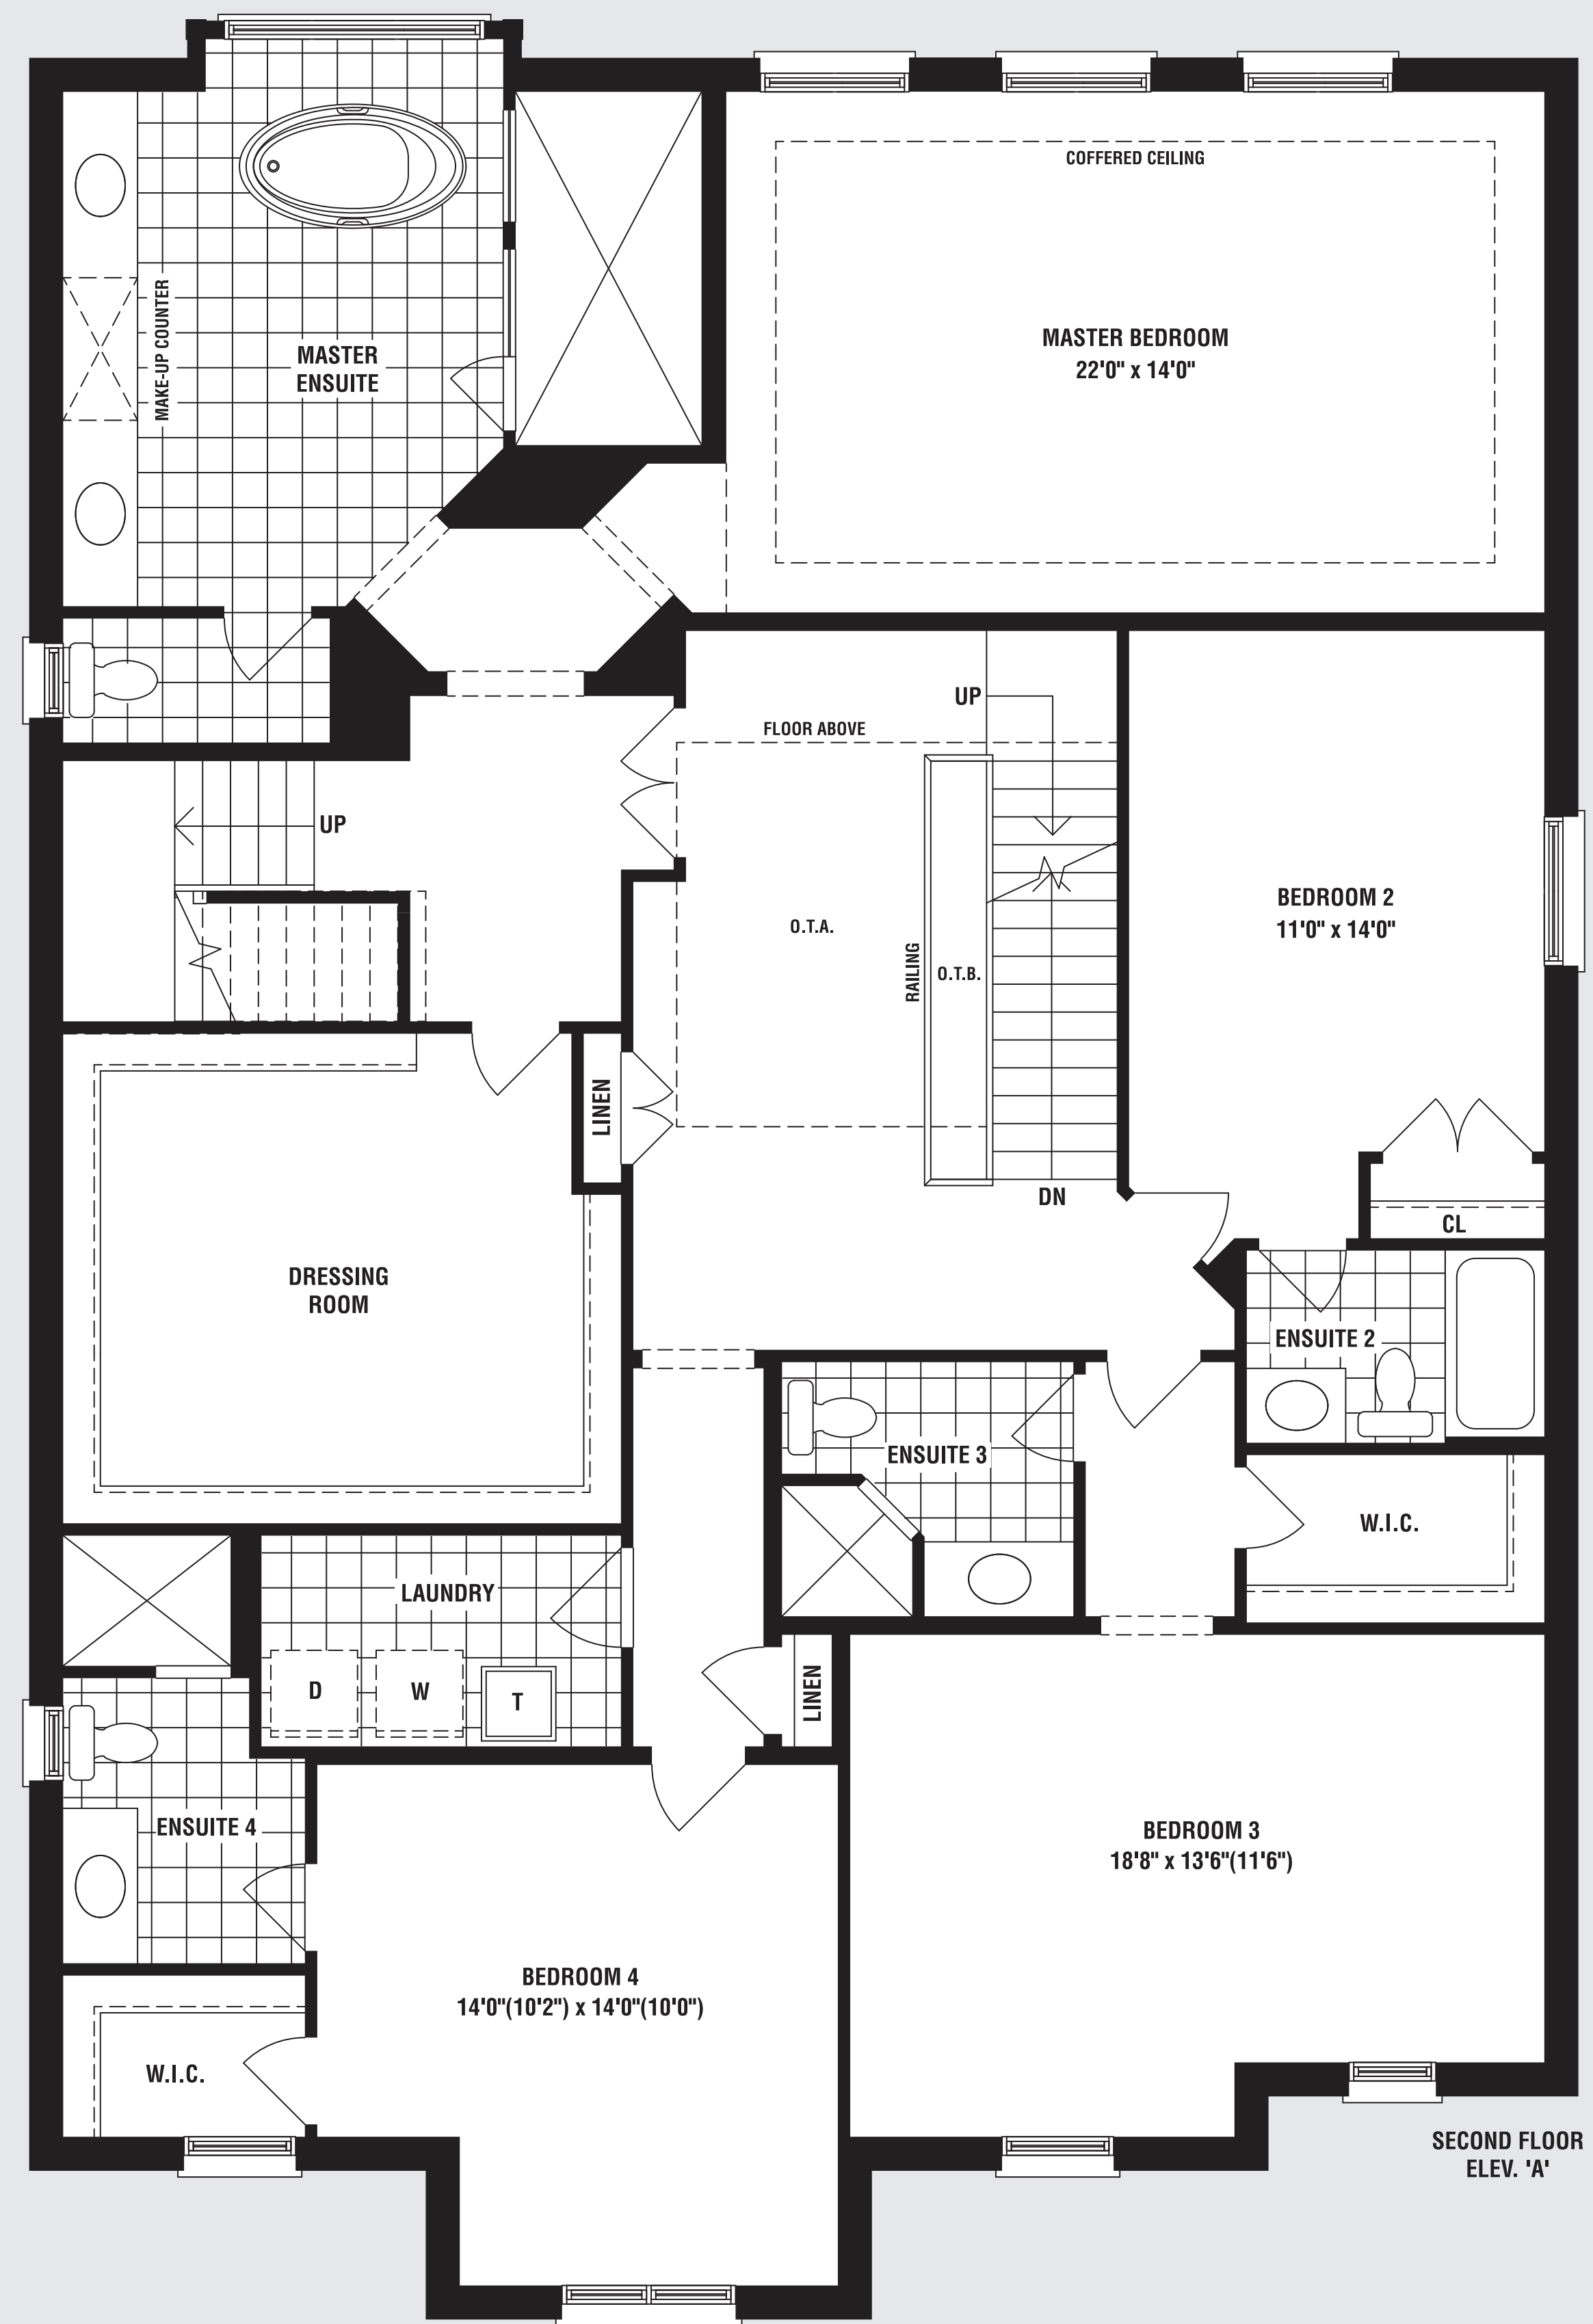 COFFERED CEILING
MASTER BEDROOM
22'0" x 14'0"
MAKE-UP COUNTER
MASTER
ENSUITE
UP
FLOOR ABOVE
UP
BEDROOM 2
11'0" x 14'0"
O.T.A.
RAILING
O.T.B.
LINEN
DN
CL
DRESSING
ROOM
ENSUITE 2
ENSUITE 3
W.I.C.
LAUNDRY
D
W
T
LINEN
ENSUITE 4
BEDROOM 3
18'8" x 13'6"(11'6")
BEDROOM 4
14'0"(10'2") x 14'0"(10'0")
W.I.C.
SECOND FLOOR
ELEV. 'A'